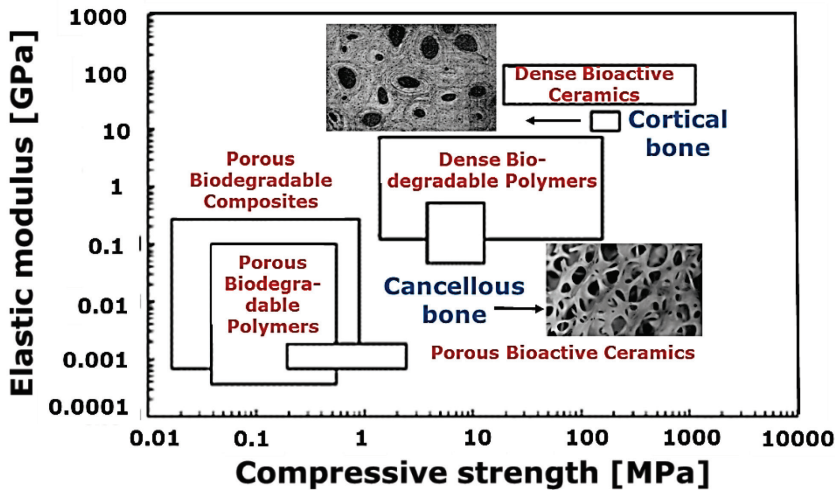 Elastic modulus [GPa]
1000
100
10
1
0.1
0.01
0.001
0.0001
Dense Bioactive
Ceramics
Cortical
bone
Porous
Biodegradable
Composites
Dense Bio-
degradable Polymers
Porous
Biodegra-
dable
Polymers
Cancellous
bone
Porous Bioactive Ceramics
0.01
0.1
1
10
100
1000
10000
Compressive strength [MPa]